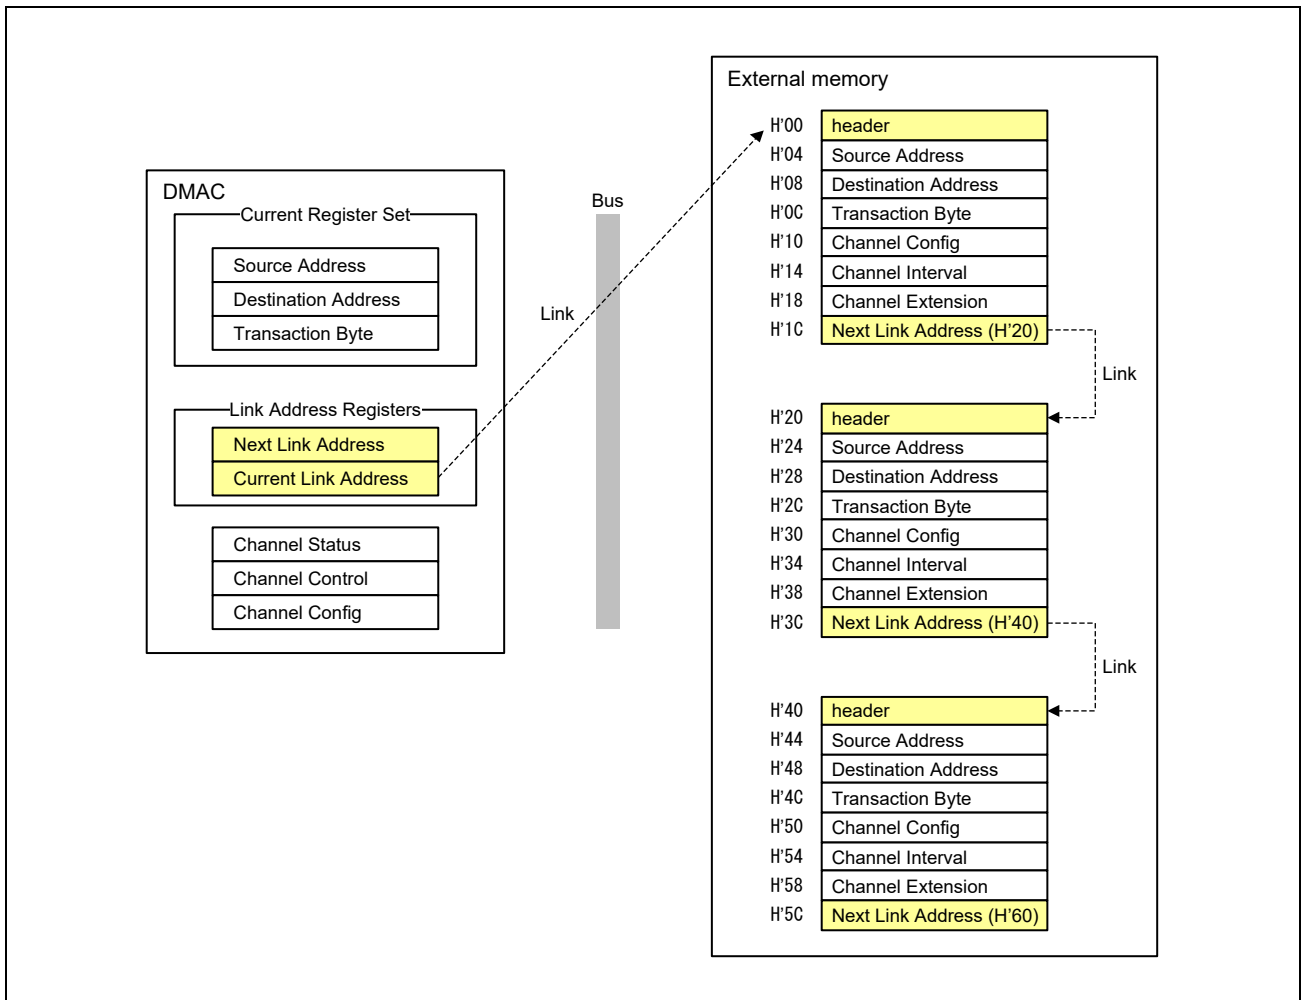 DMAC
Current Register Set
Source Address
Destination Address
Transaction Byte
Link Address Registers
Next Link Address
Current Link Address
Channel Status
Channel Control
Channel Config
Link
Bus
External memory
H'00 header
H'04 Source Address
H'08 Destination Address
H'0C Transaction Byte
H'10 Channel Config
H'14 Channel Interval
H'18 Channel Extension
H'1C Next Link Address (H'20)
Link
H'20 header
H'24 Source Address
H'28 Destination Address
H'2C Transaction Byte
H'30 Channel Config
H'34 Channel Interval
H'38 Channel Extension
H'3C Next Link Address (H'40)
Link
H'40 header
H'44 Source Address
H'48 Destination Address
H'4C Transaction Byte
H'50 Channel Config
H'54 Channel Interval
H'58 Channel Extension
H'5C Next Link Address (H'60)